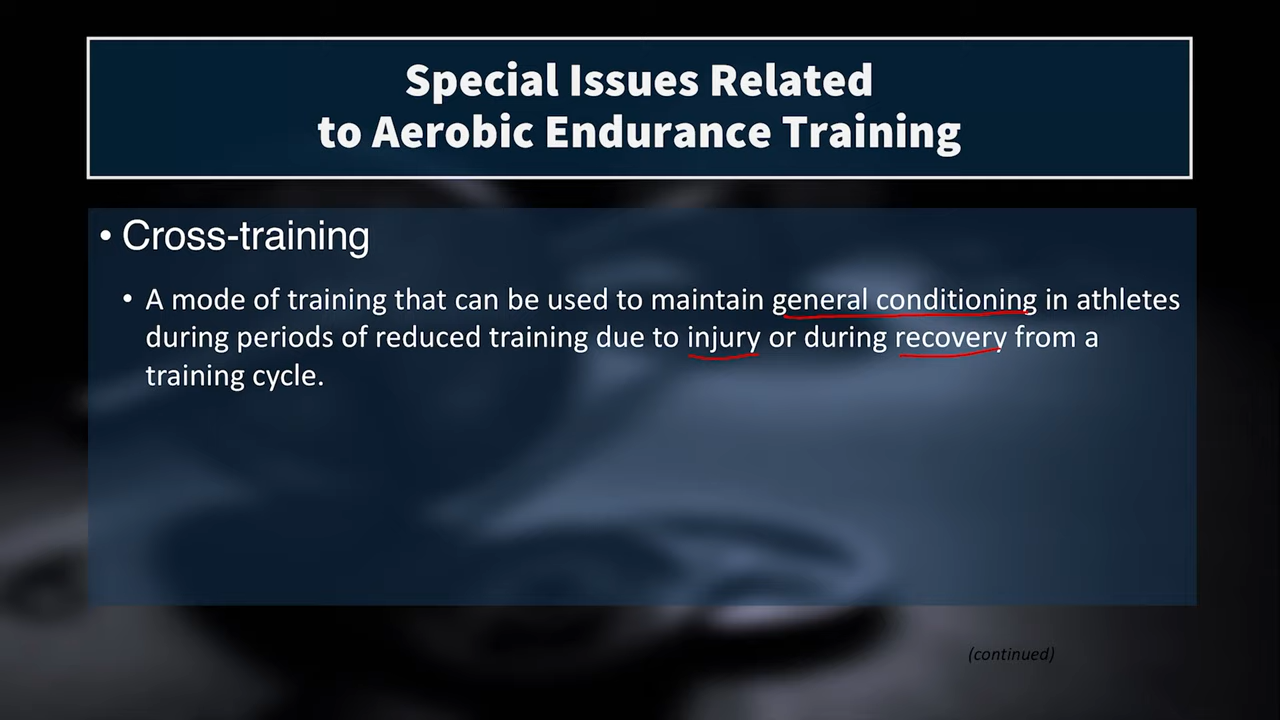 Special Issues Related
to Aerobic Endurance Training
• Cross-training
• A mode of training that can be used to maintain general conditioning in athletes
during periods of reduced training due to injury or during recovery from a
training cycle.
(continued)